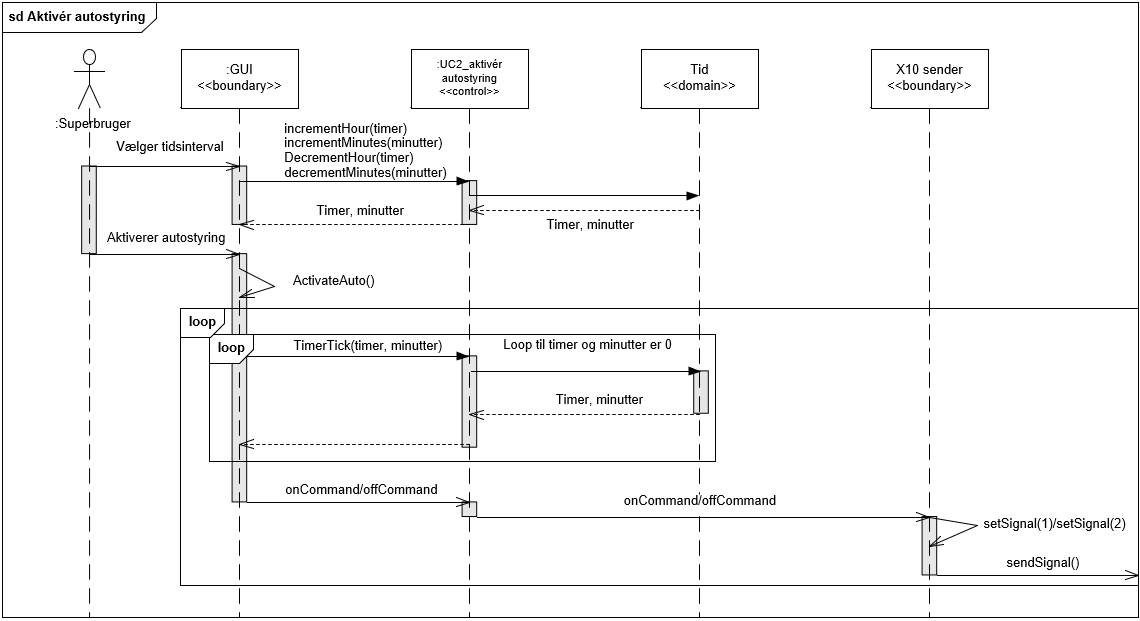 sd Aktivér autostyring
:Superbruger
:GUI
<<boundary>>
:UC2_aktivér
autostyring
<<control>>
Tid
<<domain>>
X10 sender
<<boundary>>
Vælger tidsinterval
incrementHour(timer)
incrementMinutes(minutter)
DecrementHour(timer)
decrementMinutes(minutter)
Timer, minutter
Timer, minutter
Aktiverer autostyring
ActivateAuto()
loop
loop
TimerTick(timer, minutter)
Loop til timer og minutter er 0
Timer, minutter
onCommand/offCommand
onCommand/offCommand
setSignal(1)/setSignal(2)
sendSignal()